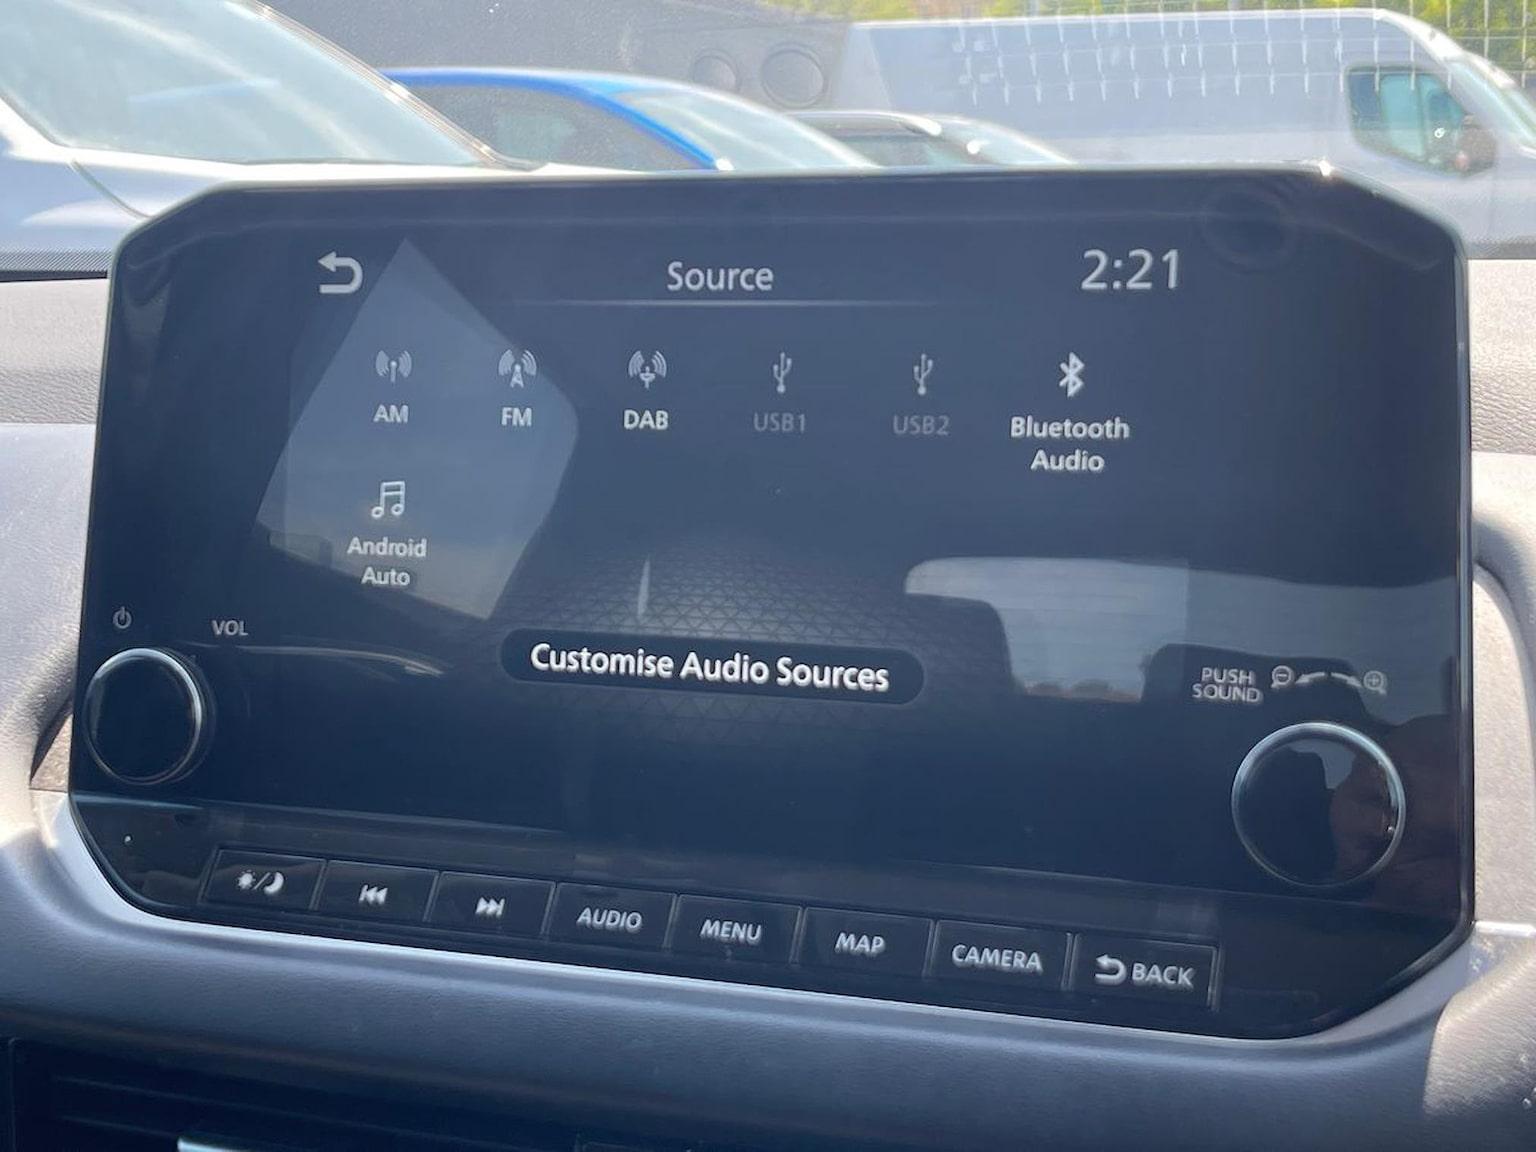 Source
2:21
AM
FM
DAB
USB1
USB2
Bluetooth
Audio
Android
Auto
VOL
Customise Audio Sources
PUSH
SOUND
AUDIO
MENU
MAP
CAMERA
BACK